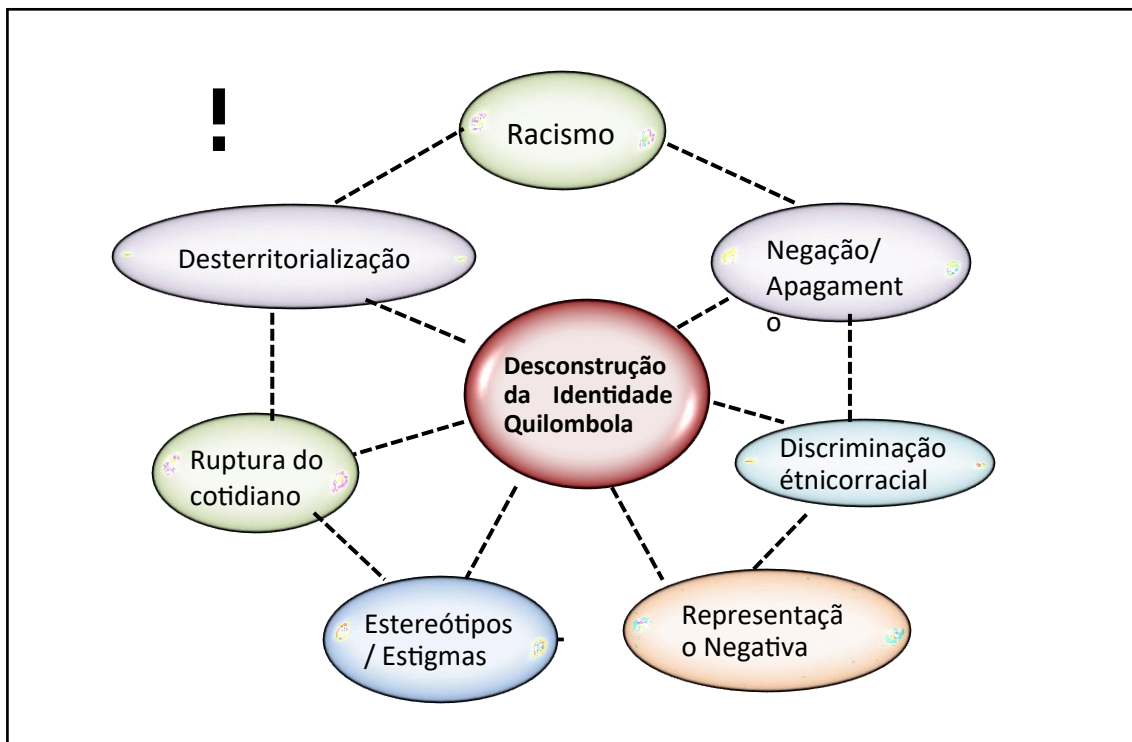 !
Racismo
Desterritorialização
Negação/
Apagament
o
Desconstrução
da Identidade
Quilombola
Ruptura do
cotidiano
Discriminação
étnicorracial
Estereótipos
/ Estigmas
Representaçã
o Negativa